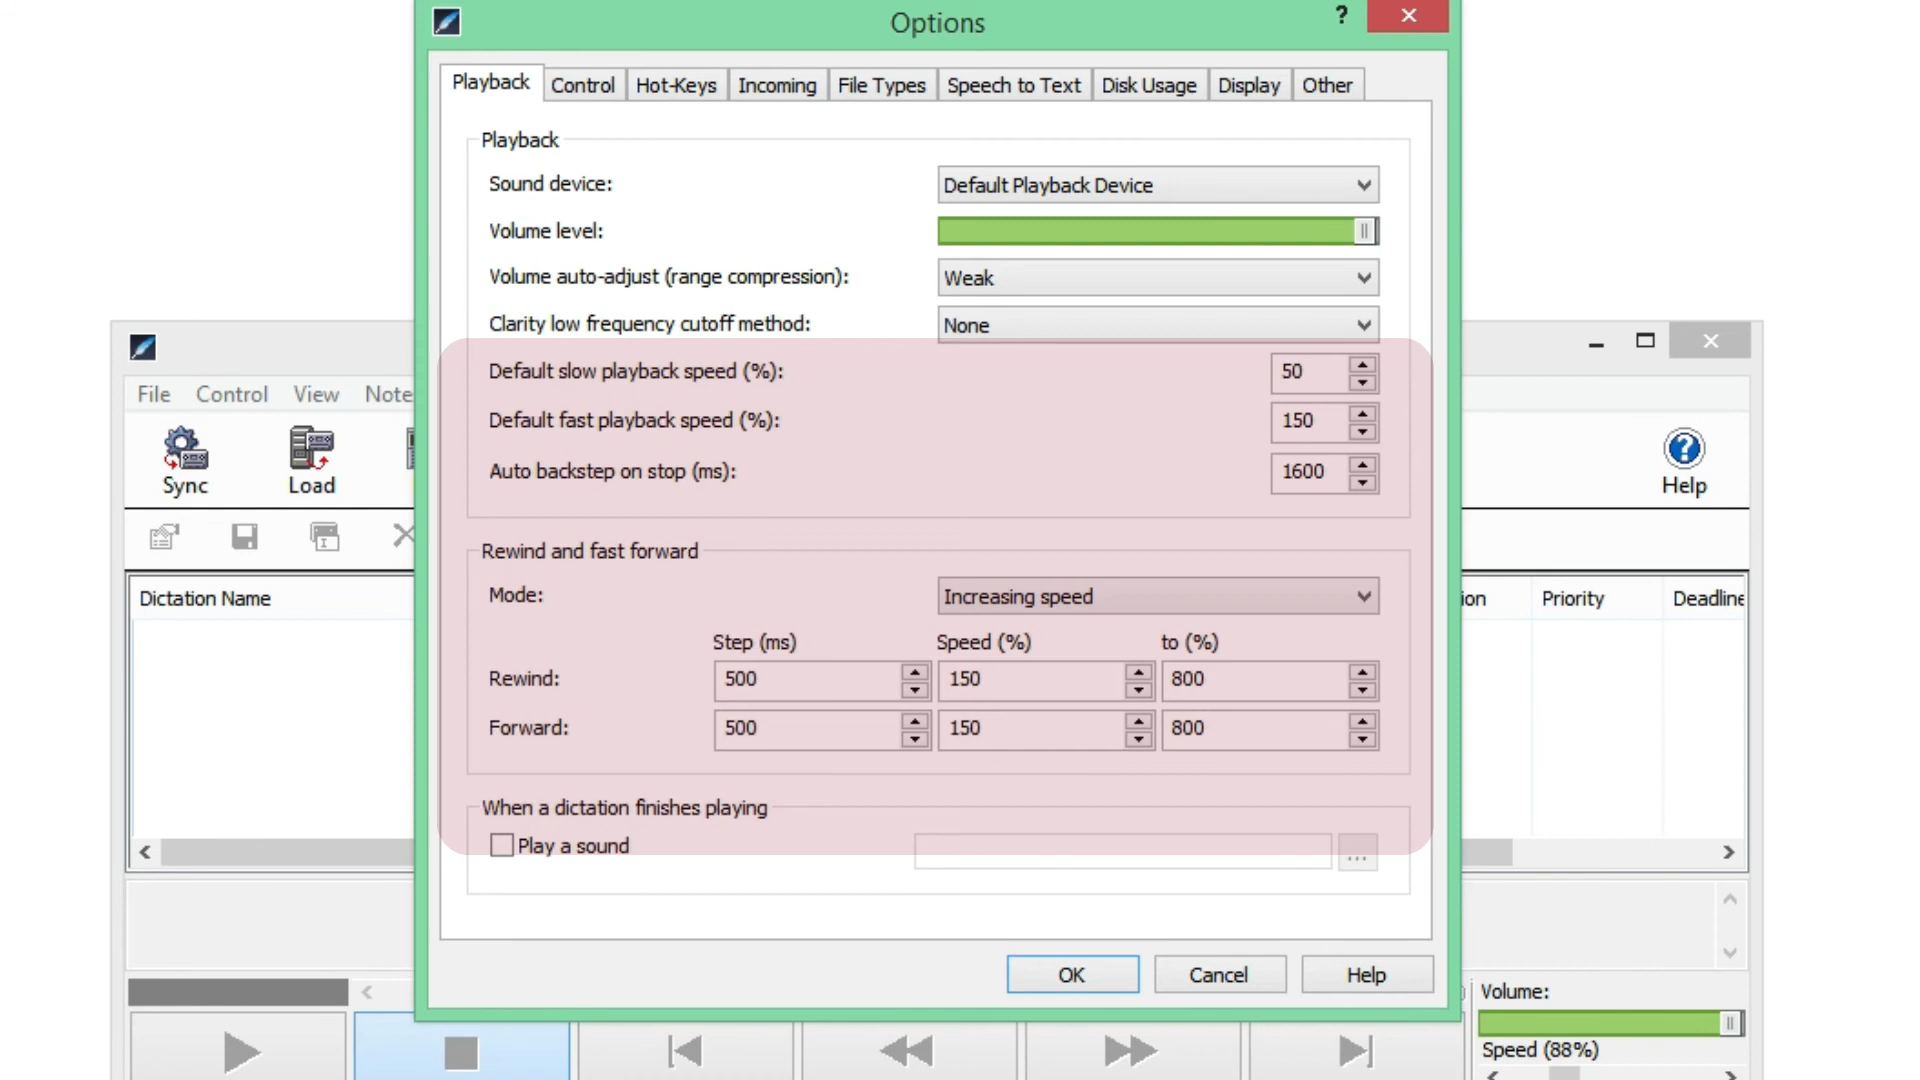 Options
?
Playback Control Hot-Keys Incoming File Types Speech to Text Disk Usage Display Other
Playback
Sound device: Default Playback Device
Volume level:
Volume auto-adjust (range compression): Weak
Clarity low frequency cutoff method: None
Default slow playback speed (%): 50
Default fast playback speed (%): 150
Auto backstep on stop (ms): 1600
Rewind and fast forward
Mode: Increasing speed
Step (ms) Speed (%) to (%)
Rewind: 500 150 800
Forward: 500 150 800
When a dictation finishes playing
Play a sound ...
OK Cancel Help
File Control View Note
Sync Load Help
Dictation Name ion Priority Deadline
Volume:
Speed (88%)